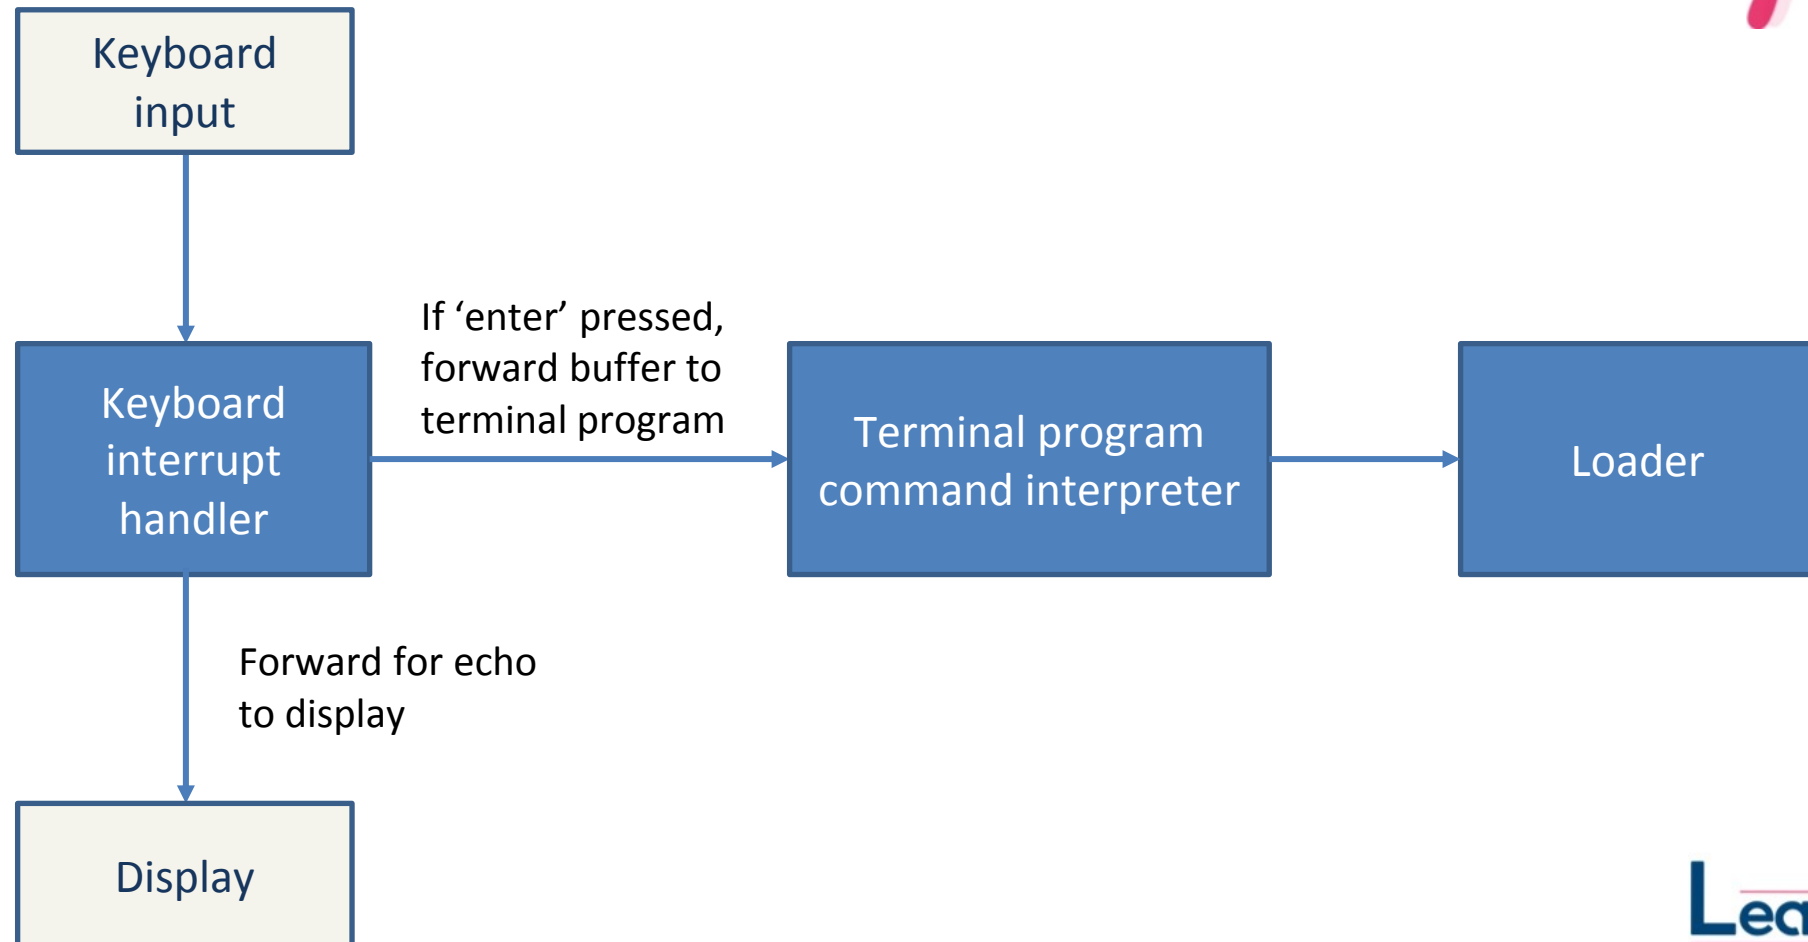 Keyboard
input
If ‘enter’ pressed,
forward buffer to
terminal program
Keyboard
interrupt
handler
Terminal program
command interpreter
Loader
Forward for echo
to display
Display